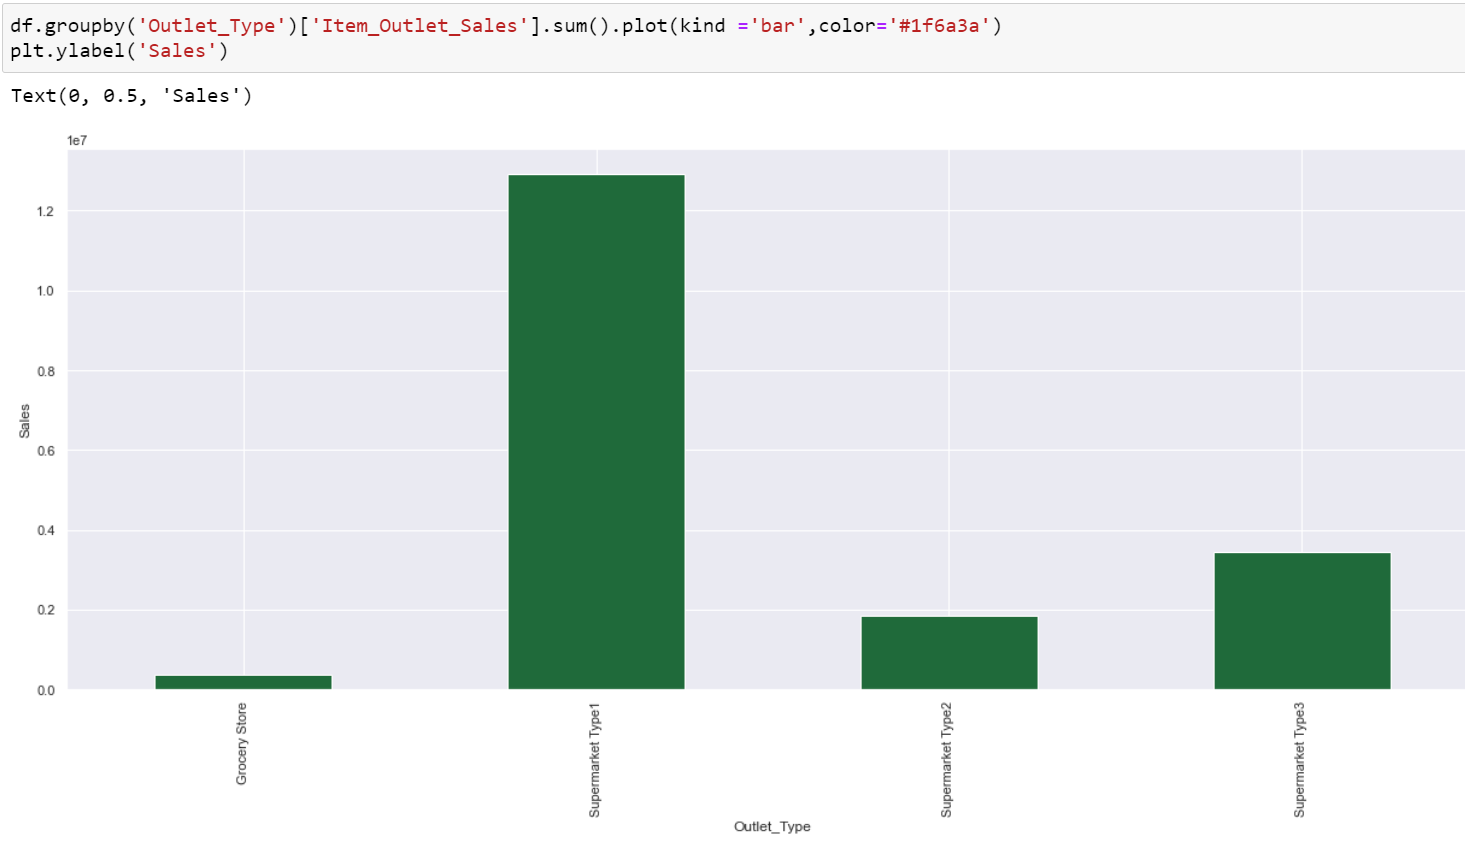 df.groupby('Outlet_Type')['Item_Outlet_Sales'].sum().plot(kind ='bar',color='#1f6a3a')
plt.ylabel('Sales')
Text(0, 0.5, 'Sales')
1e7
1.2
1.0
0.8
0.6
0.4
0.2
0.0
Sales
Grocery Store
Supermarket Type1
Supermarket Type2
Supermarket Type3
Outlet_Type